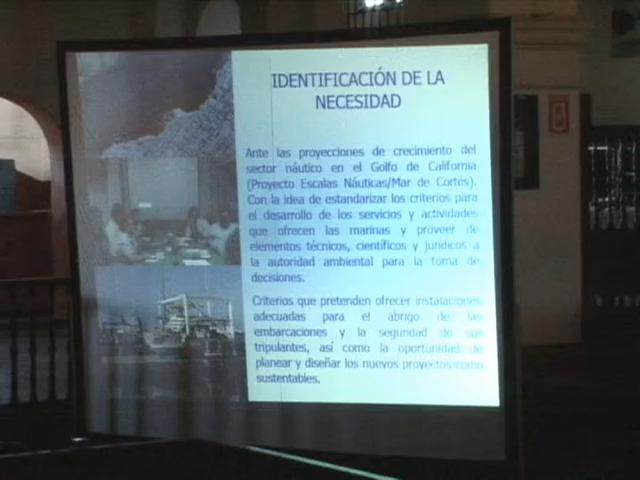 IDENTIFICACIÓN DE LA
NECESIDAD
Ante las proyecciones de crecimiento del
sector náutico en el Golfo de California
(Proyecto Escalas Náuticas/Mar de Cortés).
Con la idea de estandarizar los criterios para
el desarrollo de los servicios y actividades
que ofrecen las marinas y proveer de
elementos técnicos, científicos y jurídicos a
la autoridad ambiental para la toma de
decisiones.
Criterios que pretenden ofrecer instalaciones
adecuadas para el abrigo de las
embarcaciones y la seguridad de sus
tripulantes, así como la oportunidad de
planear y diseñar los nuevos proyectos como
sustentables.